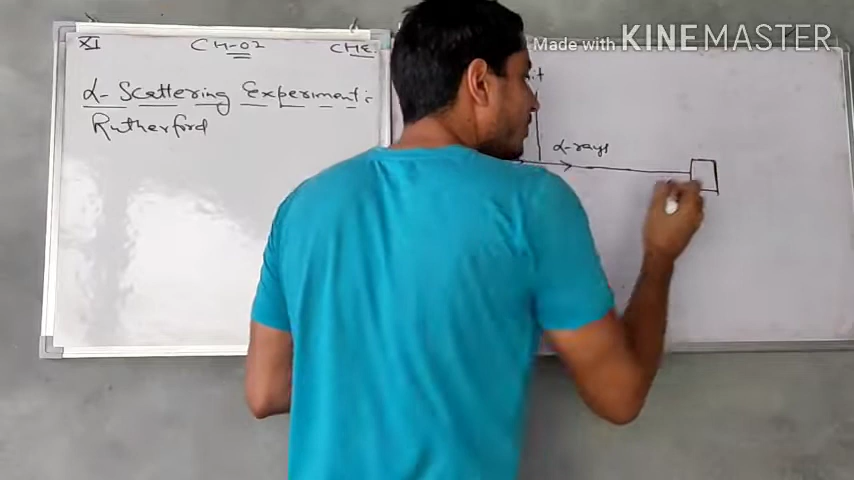 XI CH-02 CHE.
α-Scattering Experiment :
Rutherford
α-rays
Made with KINEMASTER